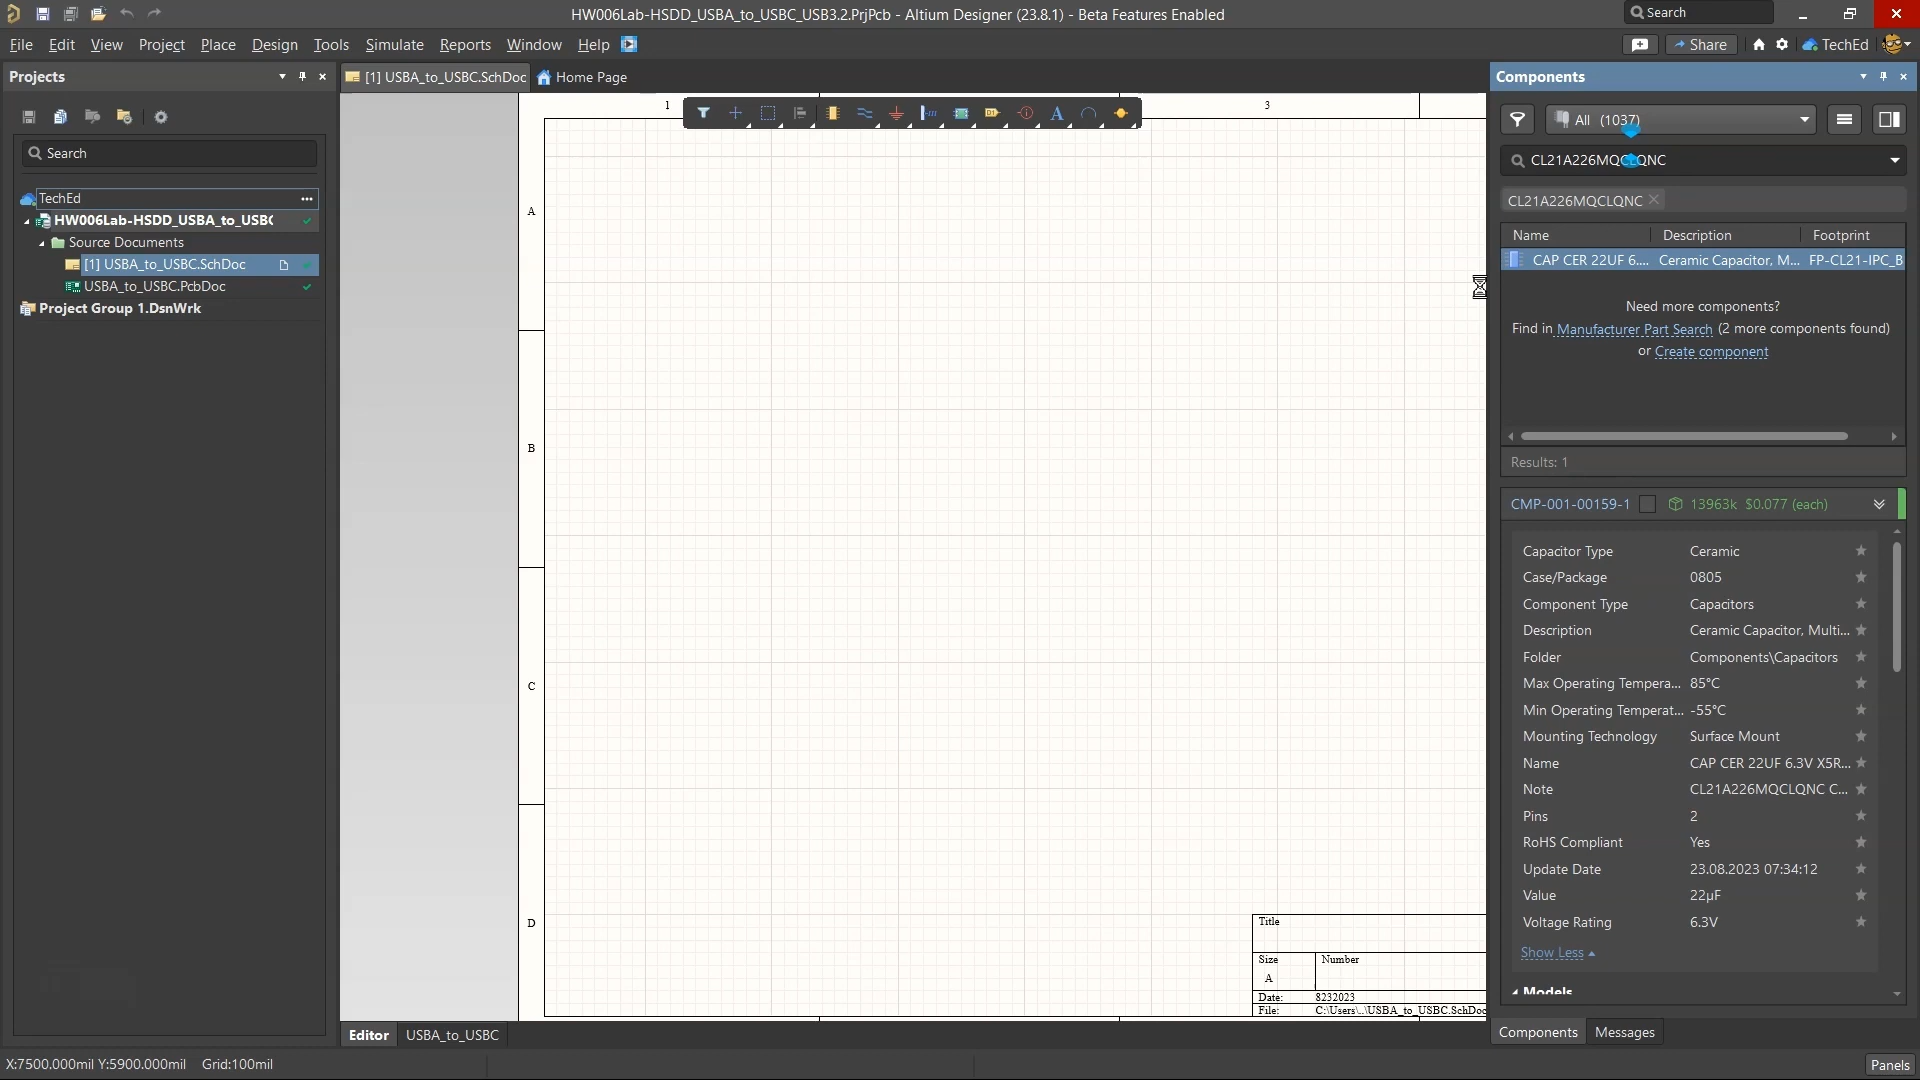 HW006Lab-HSDD_USBA_to_USBC_USB3.2.PrjPcb - Altium Designer (23.8.1) - Beta Features Enabled
Search
File Edit View Project Place Design Tools Simulate Reports Window Help
Share
TechEd
Projects
[1] USBA_to_USBC.SchDoc
Home Page
Components
Search
TechEd
HW006Lab-HSDD_USBA_to_USBC
Source Documents
[1] USBA_to_USBC.SchDoc
USBA_to_USBC.PcbDoc
Project Group 1.DsnWrk
1
3
A
B
C
D
Title
Size
Number
A
Date: 8232023
File: C:\Users\..\USBA_to_USBC.SchDoc
All (1037)
CL21A226MQCLQNC
CL21A226MQCLQNC
Name Description Footprint
CAP CER 22UF 6.... Ceramic Capacitor, M... FP-CL21-IPC_B
Need more components?
Find in Manufacturer Part Search (2 more components found)
or Create component
Results: 1
CMP-001-00159-1 13963k $0.077 (each)
Capacitor Type Ceramic
Case/Package 0805
Component Type Capacitors
Description Ceramic Capacitor, Multi...
Folder Components\Capacitors
Max Operating Tempera... 85°C
Min Operating Temperat... -55°C
Mounting Technology Surface Mount
Name CAP CER 22UF 6.3V X5R...
Note CL21A226MQCLQNC C...
Pins 2
RoHS Compliant Yes
Update Date 23.08.2023 07:34:12
Value 22µF
Voltage Rating 6.3V
Show Less
Models
Components Messages
Editor USBA_to_USBC
X:7500.000mil Y:5900.000mil Grid:100mil
Panels